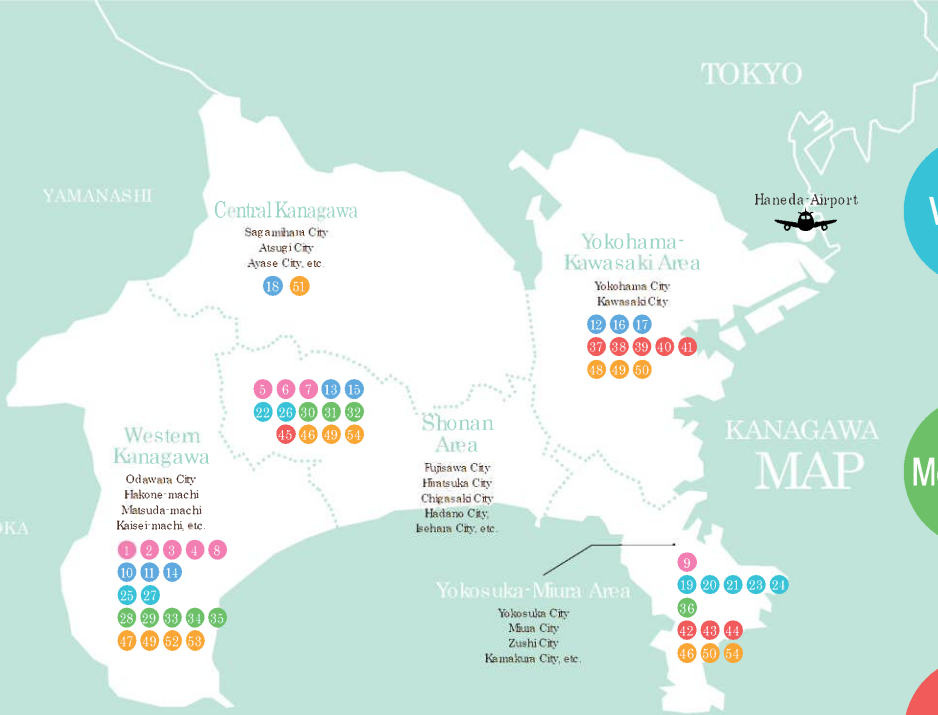 TOKYO
YAMANASHI
Haneda-Airport
Central Kanagawa
Sagamihara City
Atsugi City
Ayase City, etc.
18 51
Yokohama-
Kawasaki Area
Yokohama City
Kawasaki City
12 16 17
37 38 39 40 41
48 49 50
5 6 7 13 15
22 26 30 31 32
45 46 49 54
Shonan
Area
Fujisawa City
Hiratsuka City
Chigasaki City
Hadano City,
Isehara City, etc.
KANAGAWA
MAP
Western
Kanagawa
Odawara City
Hakone-machi
Matsuda-machi
Kaisei-machi, etc.
1 2 3 4 8
10 11 14
25 27
28 29 33 34 35
47 49 52 53
Yokosuka-Miura Area
Yokosuka City
Miura City
Zushi City
Kamakura City, etc.
9
19 20 21 23 24
36
42 43 44
46 50 54